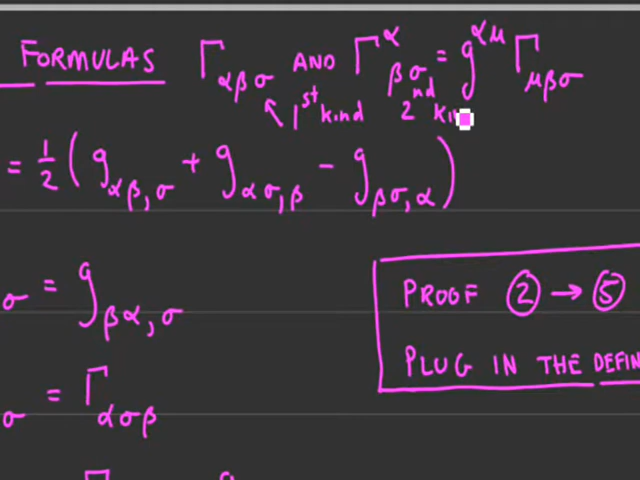 FORMULAS Γαβσ AND Γ^α_βσ = g^αμ Γμβσ
1st kind 2nd ki
= 1/2 ( gαβ,σ + gασ,β - gβσ,α )
σ = gβα,σ
PROOF ② → ⑤
PLUG IN THE DEFIN
σ = Γασβ